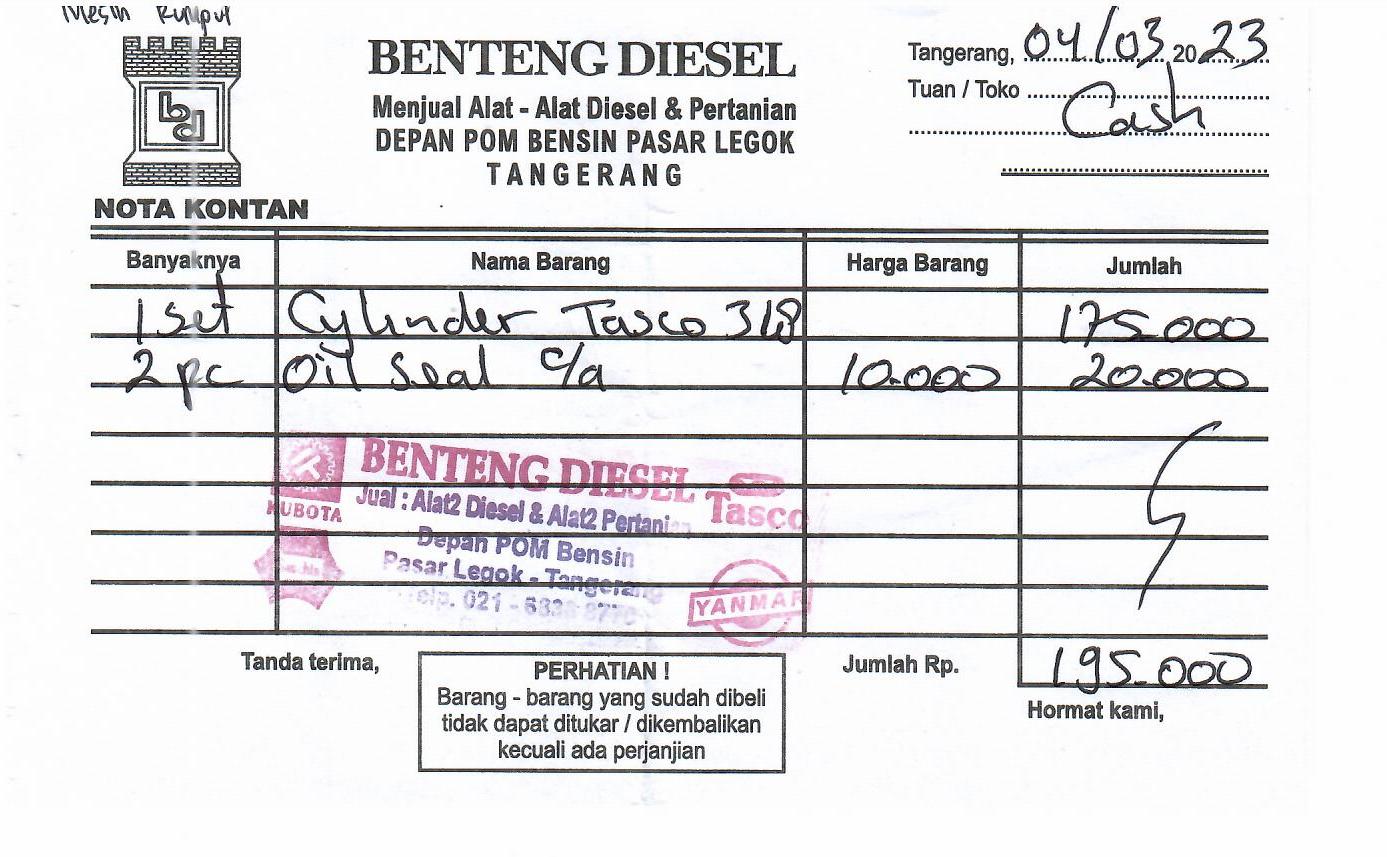 Mesin Rumput
bd
BENTENG DIESEL
Menjual Alat - Alat Diesel & Pertanian
DEPAN POM BENSIN PASAR LEGOK
TANGERANG
Tangerang, 04/03 2023
Tuan / Toko
Cash
NOTA KONTAN
Banyaknya Nama Barang Harga Barang Jumlah
1 set Cylinder Tasco 318 175.000
2 pc Oil Seal c/a 10.000 20.000
BENTENG DIESEL
Jual : Alat2 Diesel & Alat2 Pertanian
Depan POM Bensin
Pasar Legok - Tangerang
Telp. 021 -
KUBOTA
Tasco
YANMAR
Tanda terima,
PERHATIAN !
Barang - barang yang sudah dibeli
tidak dapat ditukar / dikembalikan
kecuali ada perjanjian
Jumlah Rp. 195.000
Hormat kami,